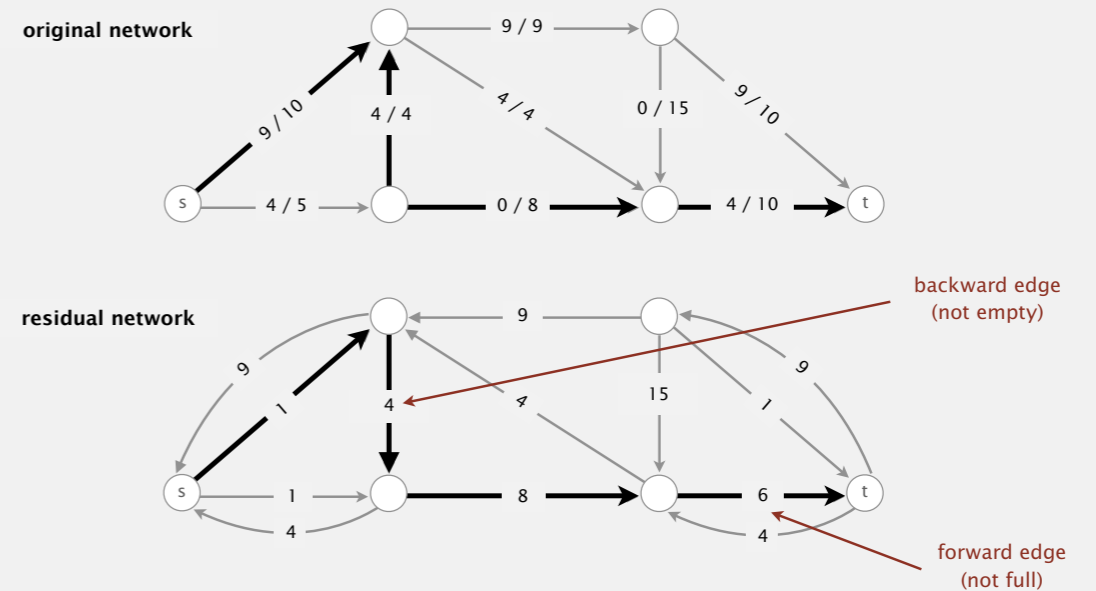 original network
9 / 9
9 / 10
4 / 4
4 / 4
0 / 15
9 / 10
s
4 / 5
0 / 8
4 / 10
t
backward edge
(not empty)
residual network
9
9
1
4
4
15
1
9
s
1
8
6
t
4
4
forward edge
(not full)